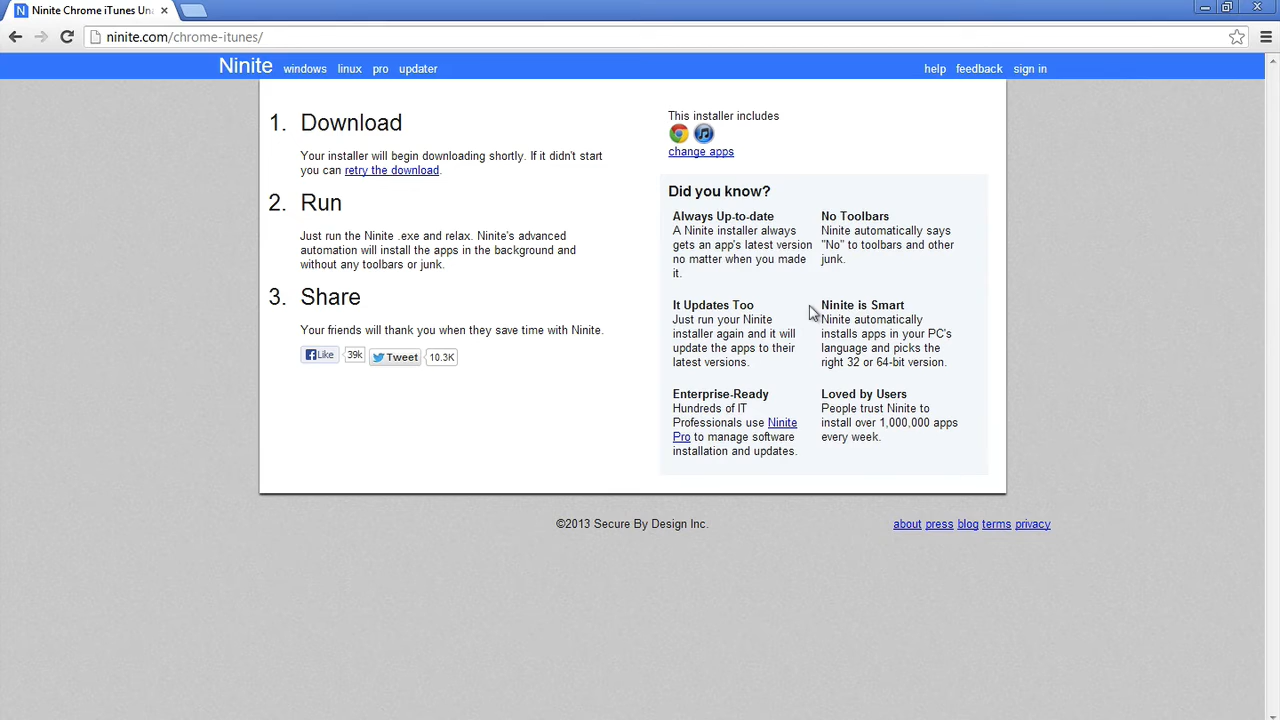 Ninite Chrome iTunes Una
ninite.com/chrome-itunes/
Ninite windows linux pro updater help feedback sign in
1. Download
Your installer will begin downloading shortly. If it didn't start
you can retry the download.
2. Run
Just run the Ninite .exe and relax. Ninite's advanced
automation will install the apps in the background and
without any toolbars or junk.
3. Share
Your friends will thank you when they save time with Ninite.
Like 39k Tweet 10.3K
This installer includes
change apps
Did you know?
Always Up-to-date
A Ninite installer always
gets an app's latest version
no matter when you made
it.
No Toolbars
Ninite automatically says
"No" to toolbars and other
junk.
It Updates Too
Just run your Ninite
installer again and it will
update the apps to their
latest versions.
Ninite is Smart
Ninite automatically
installs apps in your PC's
language and picks the
right 32 or 64-bit version.
Enterprise-Ready
Hundreds of IT
Professionals use Ninite
Pro to manage software
installation and updates.
Loved by Users
People trust Ninite to
install over 1,000,000 apps
every week.
©2013 Secure By Design Inc.
about press blog terms privacy